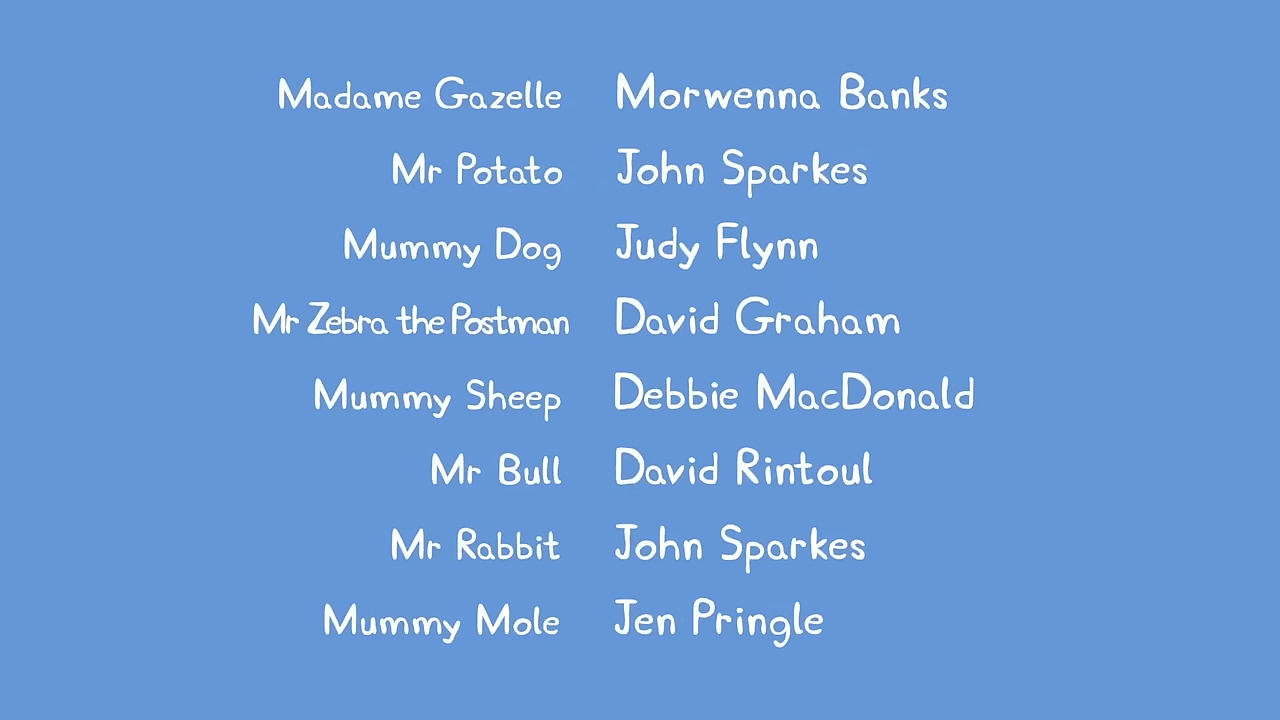 Madame Gazelle Morwenna Banks
Mr Potato John Sparkes
Mummy Dog Judy Flynn
Mr Zebra the Postman David Graham
Mummy Sheep Debbie MacDonald
Mr Bull David Rintoul
Mr Rabbit John Sparkes
Mummy Mole Jen Pringle